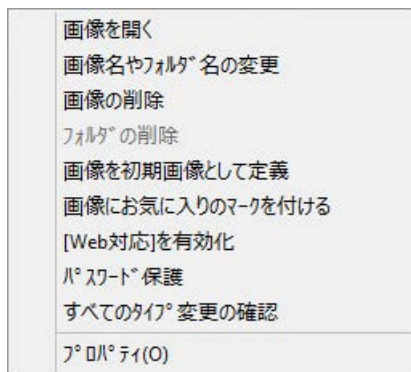 画像を開く
画像名やﾌｫﾙﾀﾞ名の変更
画像の削除
ﾌｫﾙﾀﾞの削除
画像を初期画像として定義
画像にお気に入りのﾏｰｸを付ける
[Web対応]を有効化
ﾊﾟｽﾜｰﾄﾞ保護
すべてのﾀｲﾌﾟ変更の確認
ﾌﾟﾛﾊﾟﾃｨ(O)